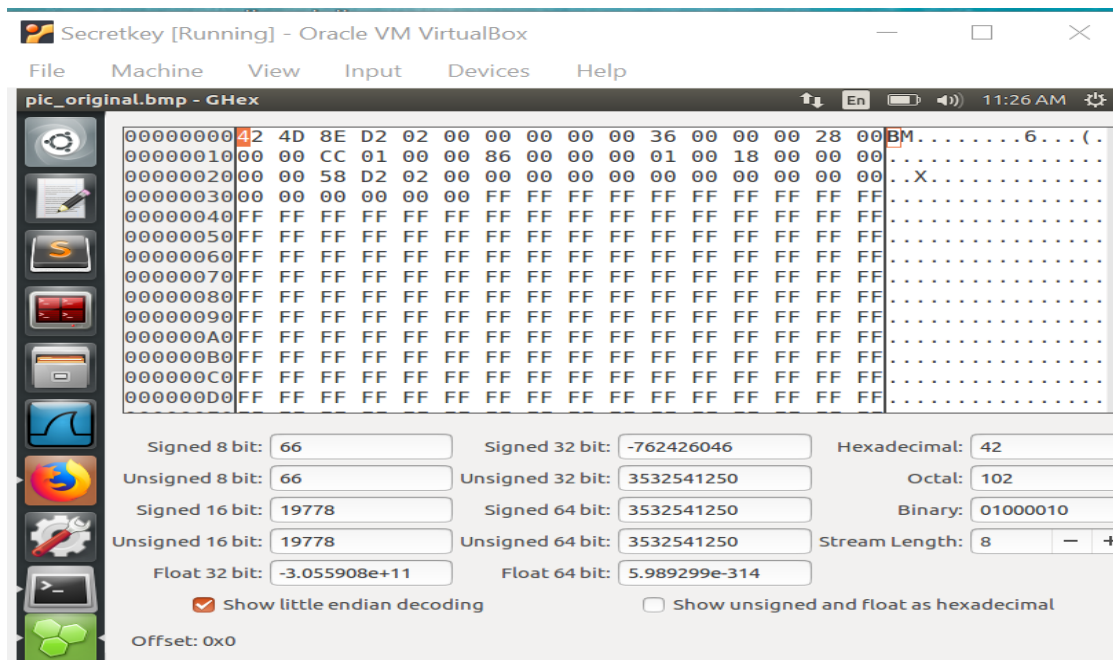 Secretkey [Running] - Oracle VM VirtualBox
File Machine View Input Devices Help
pic_original.bmp - GHex En 11:26 AM
00000000 42 4D 8E D2 02 00 00 00 00 00 36 00 00 00 28 00 BM........6...(.
00000010 00 00 CC 01 00 00 86 00 00 00 01 00 18 00 00 00 ................
00000020 00 00 58 D2 02 00 00 00 00 00 00 00 00 00 00 00 ..X.............
00000030 00 00 00 00 00 00 FF FF FF FF FF FF FF FF FF FF ................
00000040 FF FF FF FF FF FF FF FF FF FF FF FF FF FF FF FF ................
00000050 FF FF FF FF FF FF FF FF FF FF FF FF FF FF FF FF ................
00000060 FF FF FF FF FF FF FF FF FF FF FF FF FF FF FF FF ................
00000070 FF FF FF FF FF FF FF FF FF FF FF FF FF FF FF FF ................
00000080 FF FF FF FF FF FF FF FF FF FF FF FF FF FF FF FF ................
00000090 FF FF FF FF FF FF FF FF FF FF FF FF FF FF FF FF ................
000000A0 FF FF FF FF FF FF FF FF FF FF FF FF FF FF FF FF ................
000000B0 FF FF FF FF FF FF FF FF FF FF FF FF FF FF FF FF ................
000000C0 FF FF FF FF FF FF FF FF FF FF FF FF FF FF FF FF ................
000000D0 FF FF FF FF FF FF FF FF FF FF FF FF FF FF FF FF ................
Signed 8 bit: 66 Signed 32 bit: -762426046 Hexadecimal: 42
Unsigned 8 bit: 66 Unsigned 32 bit: 3532541250 Octal: 102
Signed 16 bit: 19778 Signed 64 bit: 3532541250 Binary: 01000010
Unsigned 16 bit: 19778 Unsigned 64 bit: 3532541250 Stream Length: 8 − +
Float 32 bit: -3.055908e+11 Float 64 bit: 5.989299e-314
Show little endian decoding Show unsigned and float as hexadecimal
Offset: 0x0